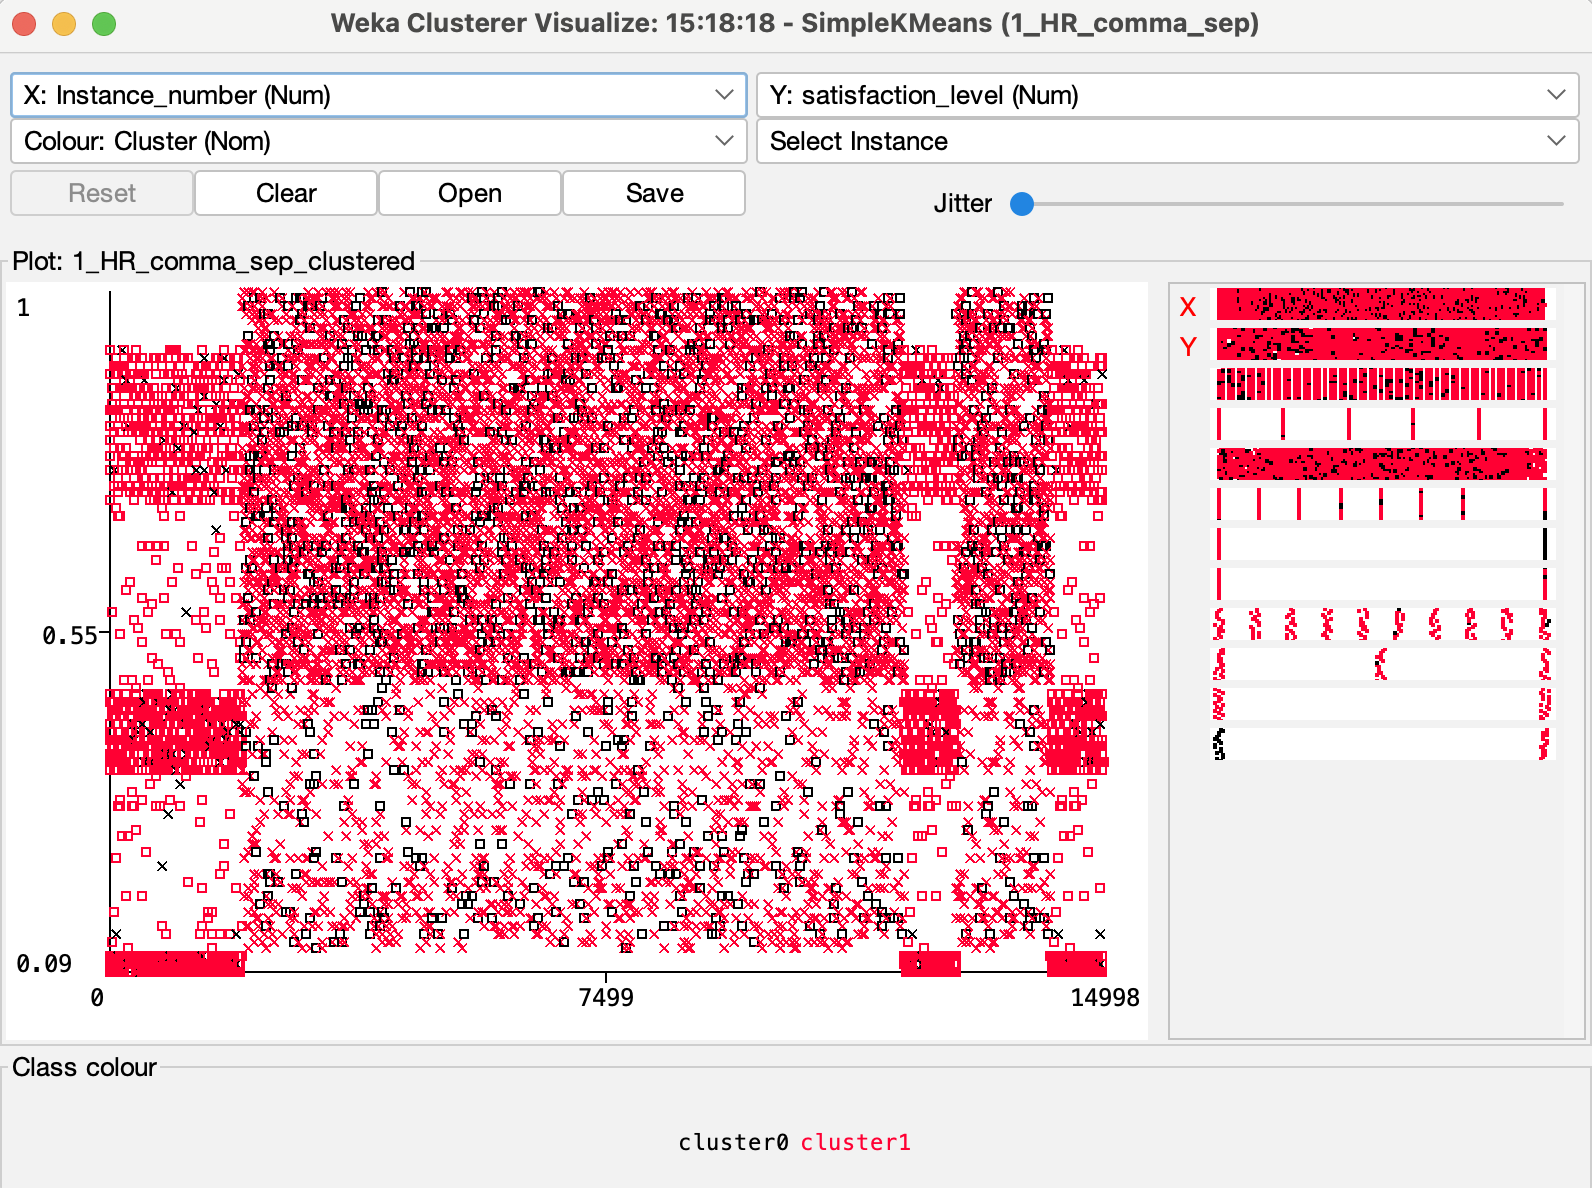 Weka Clusterer Visualize: 15:18:18 - SimpleKMeans (1_HR_comma_sep)
X: Instance_number (Num)
Y: satisfaction_level (Num)
Colour: Cluster (Nom)
Select Instance
Reset
Clear
Open
Save
Jitter
Plot: 1_HR_comma_sep_clustered
1
0.55
0.09
0
7499
14998
X
Y
Class colour
cluster0 cluster1